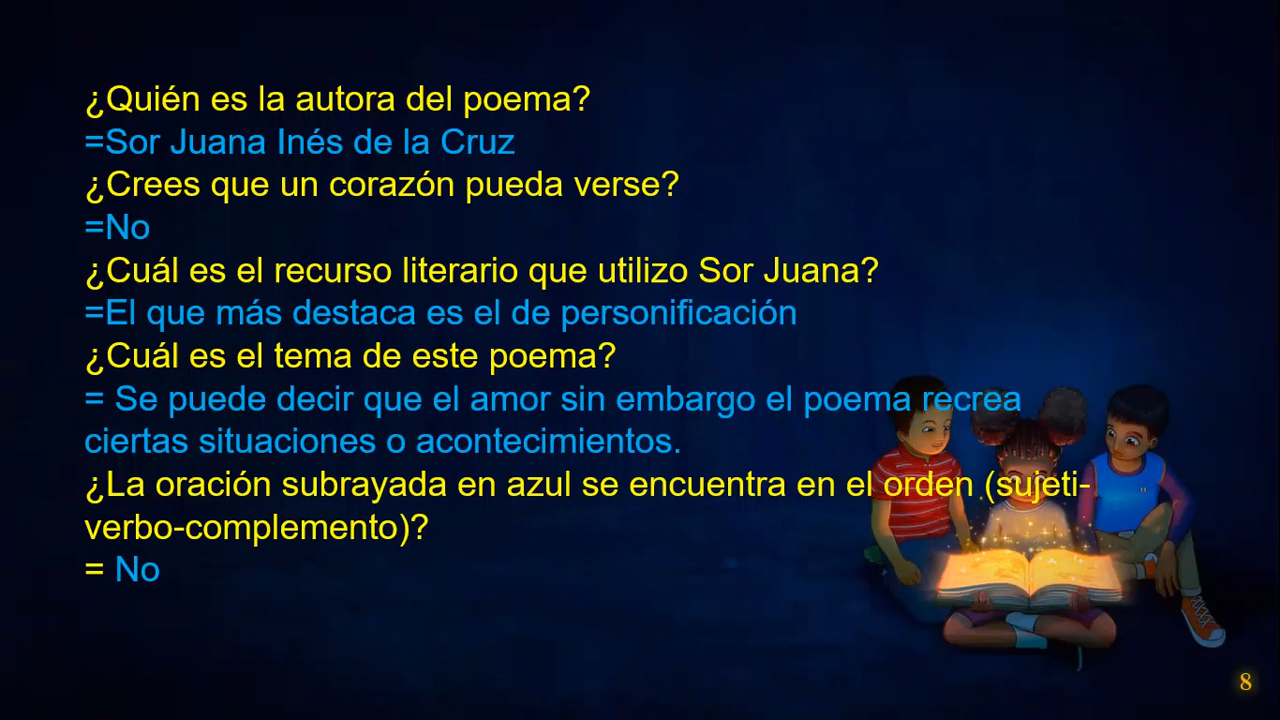 ¿Quién es la autora del poema?
=Sor Juana Inés de la Cruz
¿Crees que un corazón pueda verse?
=No
¿Cuál es el recurso literario que utilizo Sor Juana?
=El que más destaca es el de personificación
¿Cuál es el tema de este poema?
= Se puede decir que el amor sin embargo el poema recrea
ciertas situaciones o acontecimientos.
¿La oración subrayada en azul se encuentra en el orden (sujeti-
verbo-complemento)?
= No
8